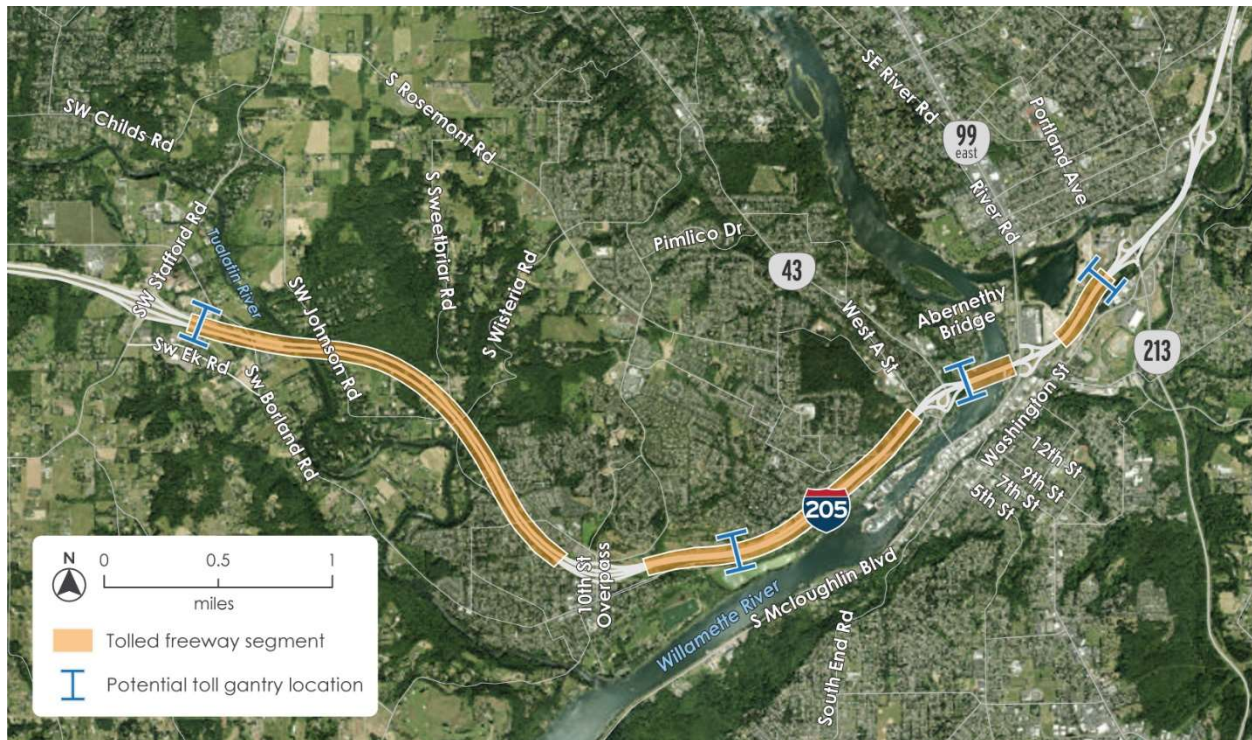 SW Childs Rd
S Rosemont Rd
SE River Rd
Portland Ave
99
east
River Rd
SW Stafford Rd
Tualatin River
S Sweetbriar Rd
Pimlico Dr
43
S Wisteria Rd
SW Johnson Rd
West A St
Abernethy
Bridge
213
Sw Ek Rd
Sw Borland Rd
Washington St
12th St
9th St
7th St
5th St
205
10th St
Overpass
S Mcloughlin Blvd
Willamette River
South-End Rd
N
0 0.5 1
miles
Tolled freeway segment
Potential toll gantry location